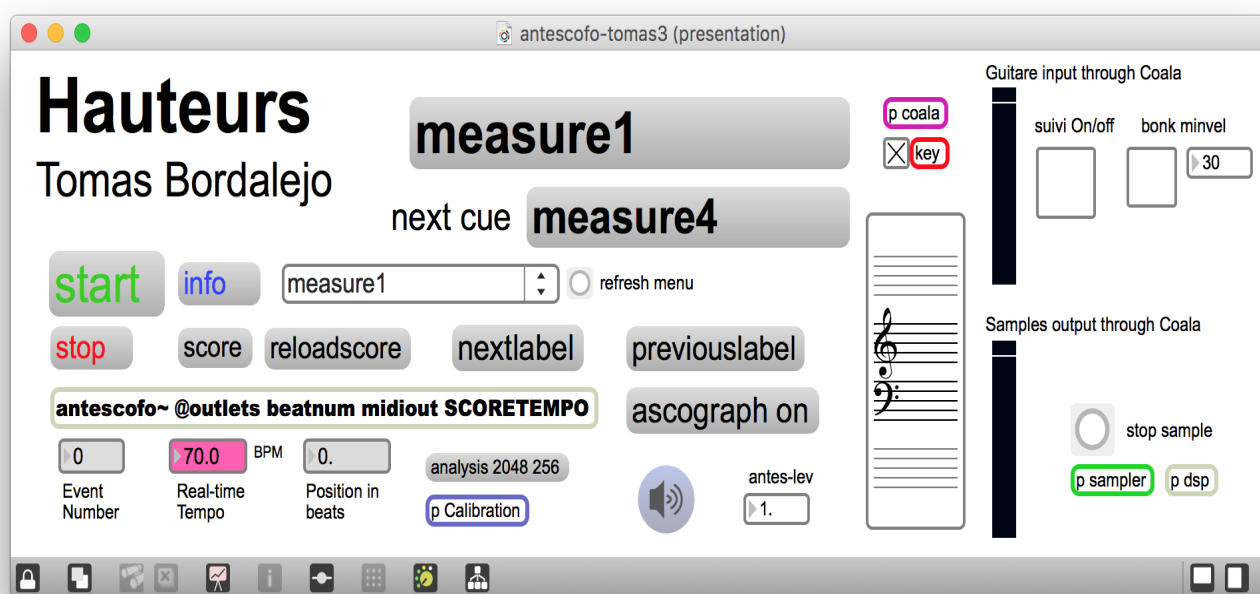 antescofo-tomas3 (presentation)
Hauteurs
Tomas Bordalejo
measure1
next cue measure4
p coala
key
Guitare input through Coala
suivi On/off
bonk minvel
30
start
info
measure1
refresh menu
stop
score
reloadscore
nextlabel
previouslabel
antescofo~ @outlets beatnum midiout SCORETEMPO
ascograph on
0
70.0
BPM
0.
Event
Number
Real-time
Tempo
Position in
beats
analysis 2048 256
p Calibration
antes-lev
1.
Samples output through Coala
stop sample
p sampler
p dsp